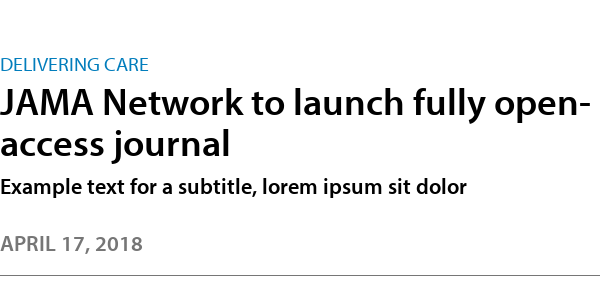 DELIVERING CARE
JAMA Network to launch fully open-
access journal
Example text for a subtitle, lorem ipsum sit dolor
APRIL 17, 2018